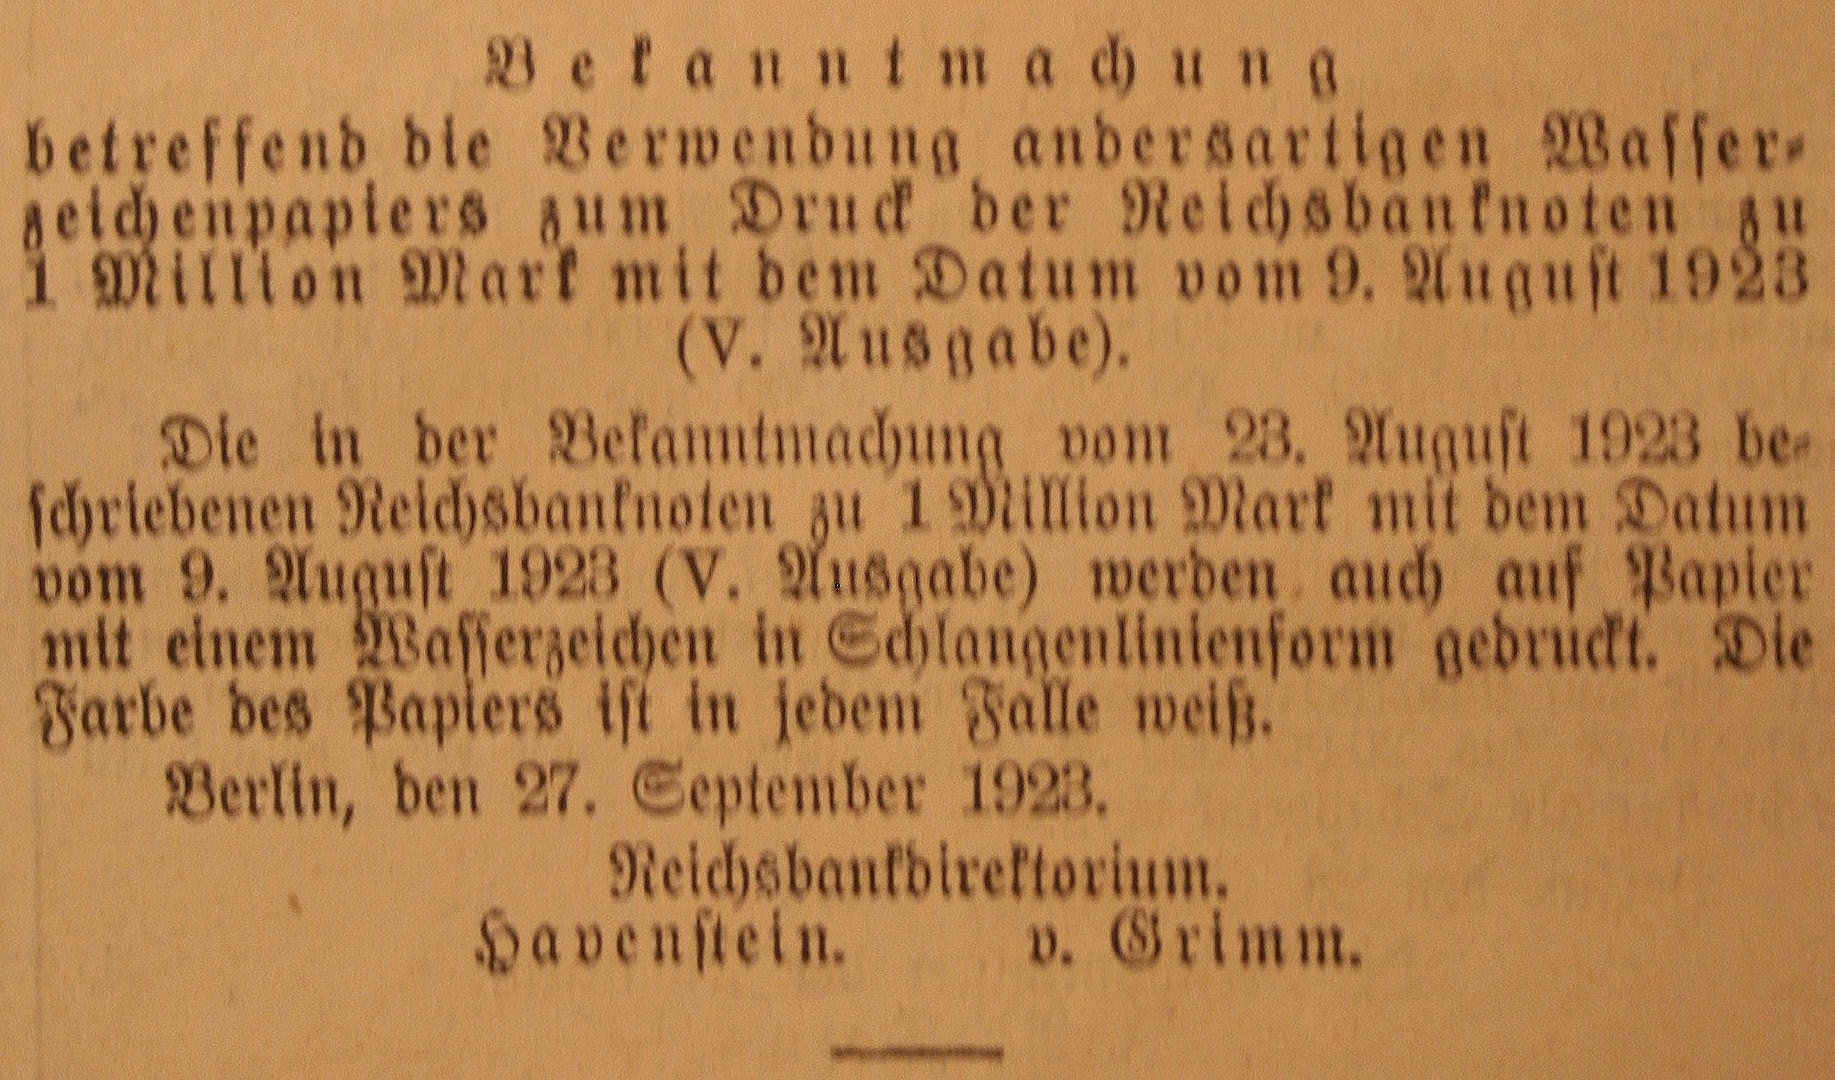 Bekanntmachung
betreffend die Verwendung andersartigen Wasser-
zeichenpapiers zum Druck der Reichsbanknoten zu
1 Million Mark mit dem Datum vom 9. August 1923
(V. Ausgabe).
Die in der Bekanntmachung vom 23. August 1923 be-
schriebenen Reichsbanknoten zu 1 Million Mark mit dem Datum
vom 9. August 1923 (V. Ausgabe) werden auch auf Papier
mit einem Wasserzeichen in Schlangenlinienform gedruckt. Die
Farbe des Papiers ist in jedem Falle weiß.
Berlin, den 27. September 1923.
Reichsbankdirektorium.
Havenstein. v. Grimm.